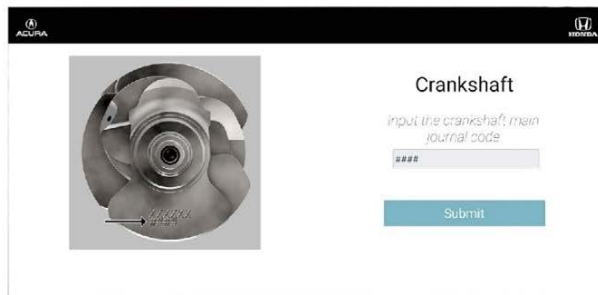 ACURA
HONDA
Crankshaft
Input the crankshaft main
journal code
####
Submit
####